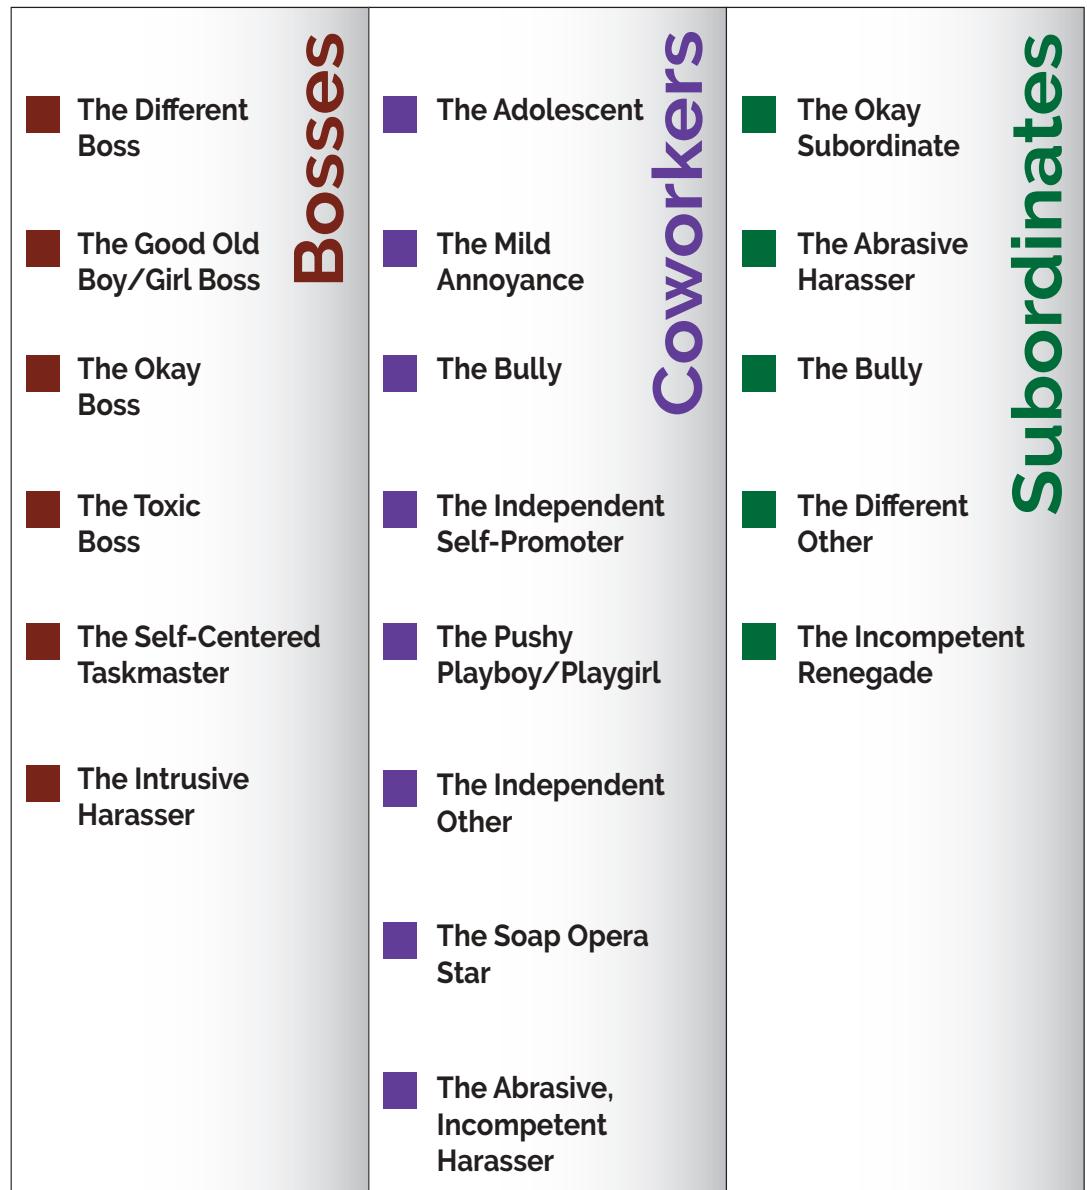 Bosses
The Different
Boss
The Good Old
Boy/Girl Boss
The Okay
Boss
The Toxic
Boss
The Self-Centered
Taskmaster
The Intrusive
Harasser
Coworkers
The Adolescent
The Mild
Annoyance
The Bully
The Independent
Self-Promoter
The Pushy
Playboy/Playgirl
The Independent
Other
The Soap Opera
Star
The Abrasive,
Incompetent
Harasser
Subordinates
The Okay
Subordinate
The Abrasive
Harasser
The Bully
The Different
Other
The Incompetent
Renegade